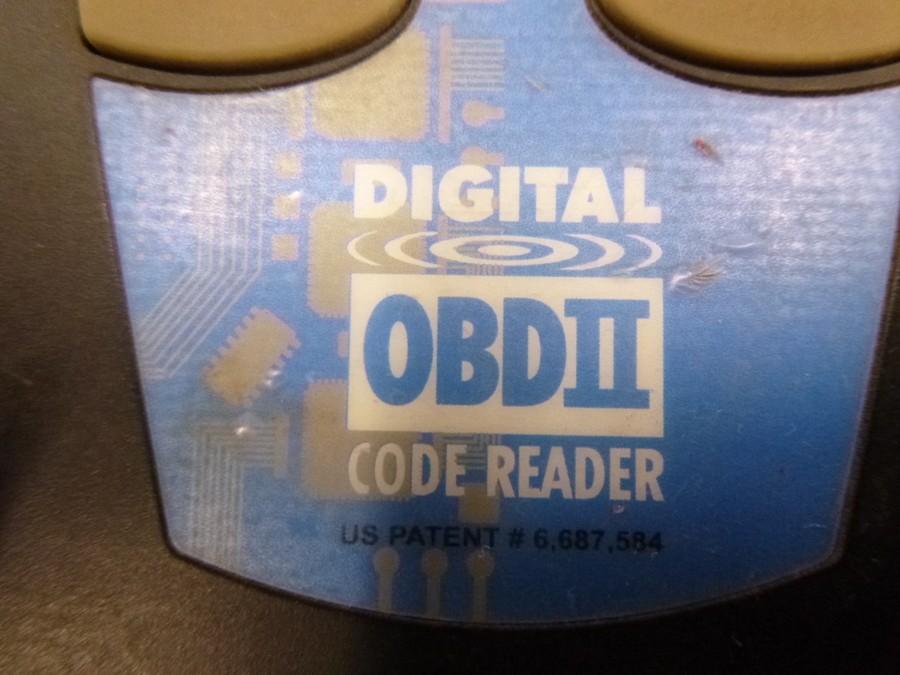 DIGITAL
OBDII
CODE READER
US PATENT # 6,687,584